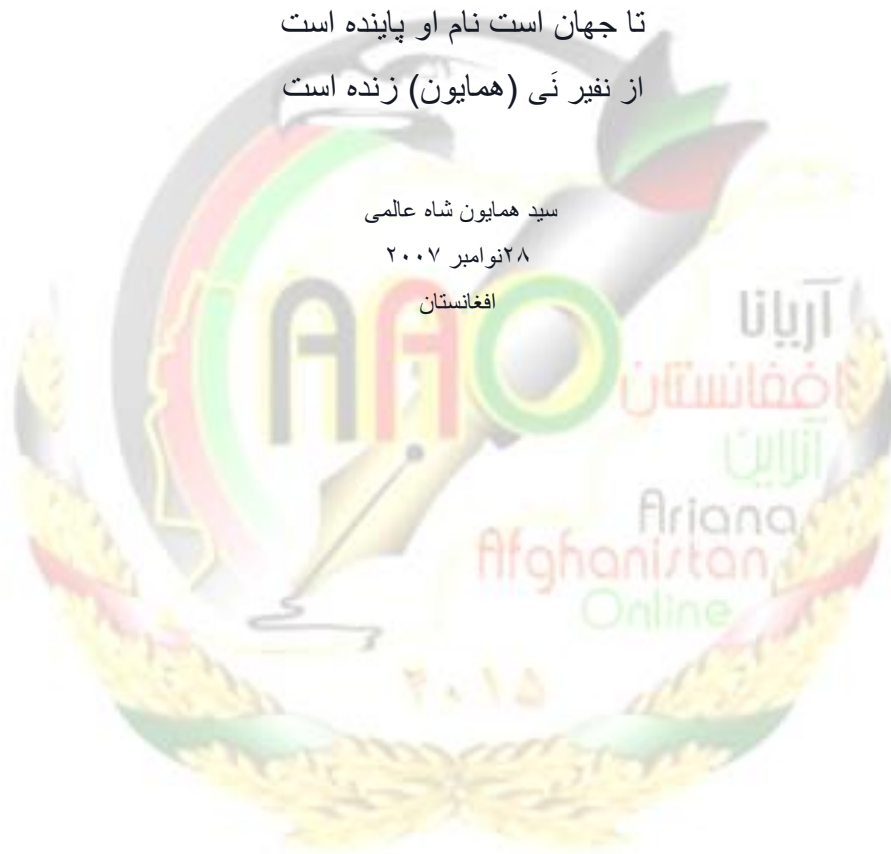 تا جهان است نام او پاینده است
از نفیر نَی (همایون) زنده است
سید همایون شاه عالمی
۲۸نوامبر ۲۰۰۷
افغانستان
AAO
آریانا
افغانستان
آنلاین
Ariana
Afghanistan
Online
۲۰۱۵